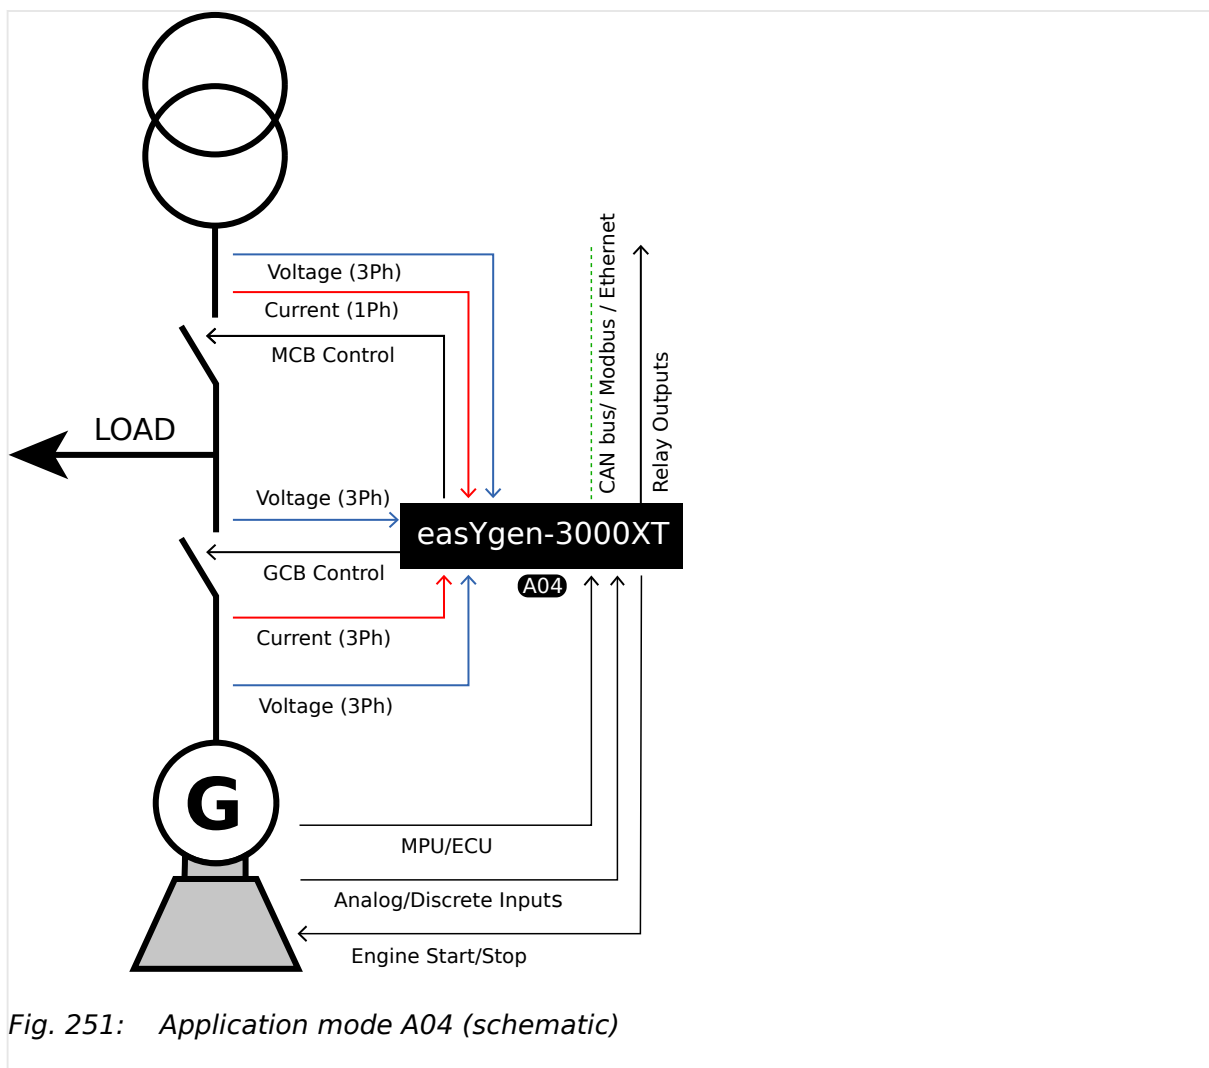 Voltage (3Ph)
Current (1Ph)
MCB Control
CAN bus/ Modbus / Ethernet
Relay Outputs
LOAD
Voltage (3Ph)
easYgen-3000XT
GCB Control
A04
Current (3Ph)
Voltage (3Ph)
G
MPU/ECU
Analog/Discrete Inputs
Engine Start/Stop
Fig. 251: Application mode A04 (schematic)